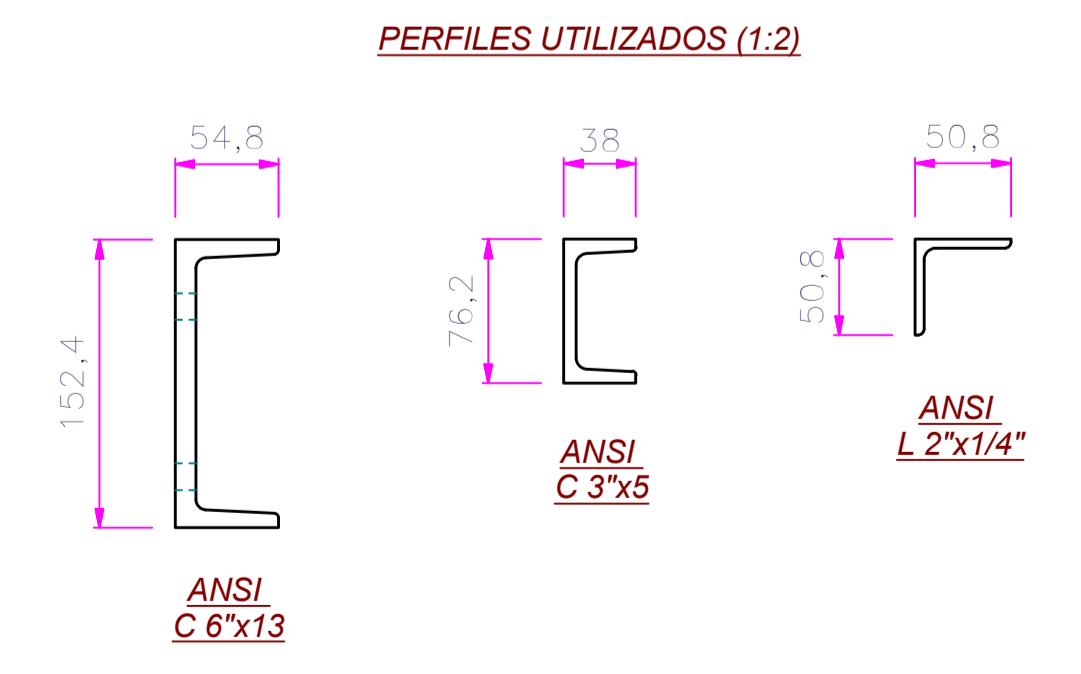 PERFILES UTILIZADOS (1:2)
54,8
38
50,8
152,4
76,2
50,8
ANSI
C 6"x13
ANSI
C 3"x5
ANSI
L 2"x1/4"